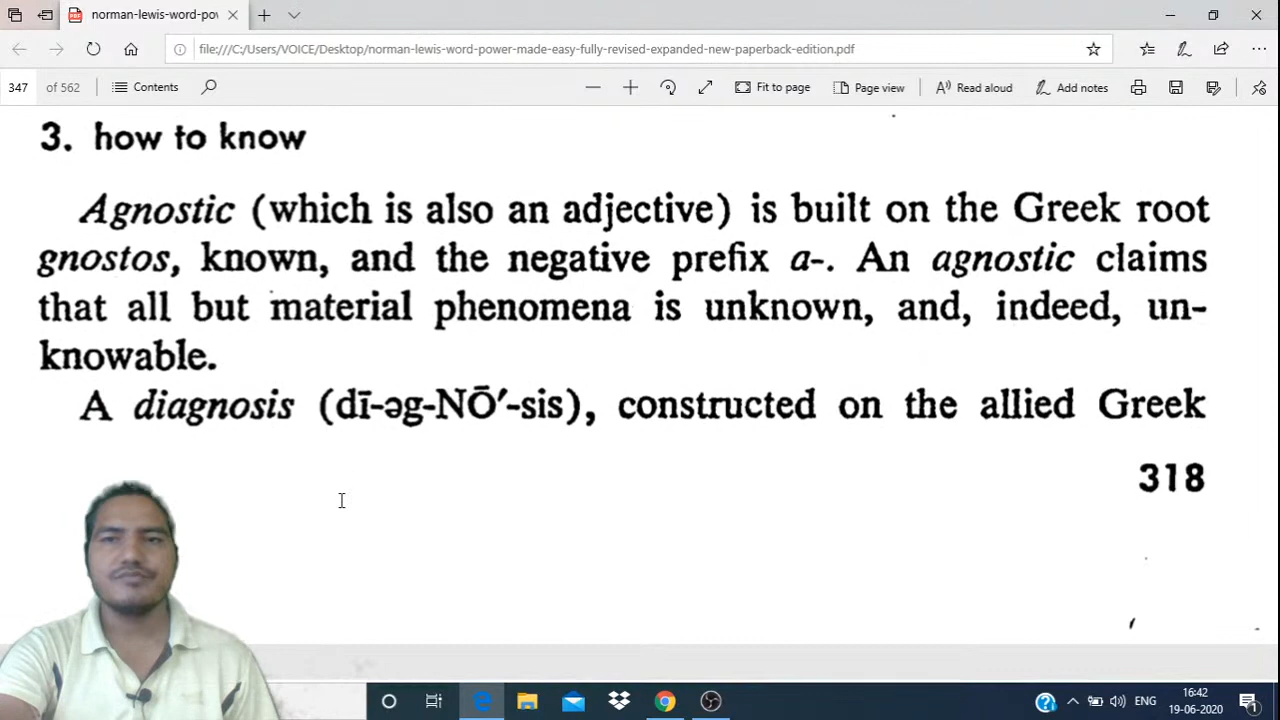 norman-lewis-word-pow
file:///C:/Users/VOICE/Desktop/norman-lewis-word-power-made-easy-fully-revised-expanded-new-paperback-edition.pdf
347 of 562 Contents Fit to page Page view Read aloud Add notes
3. how to know
Agnostic (which is also an adjective) is built on the Greek root
gnostos, known, and the negative prefix a-. An agnostic claims
that all but material phenomena is unknown, and, indeed, un-
knowable.
A diagnosis (dī-əg-NŌ′-sis), constructed on the allied Greek
318
ENG
16:42
19-06-2020
1